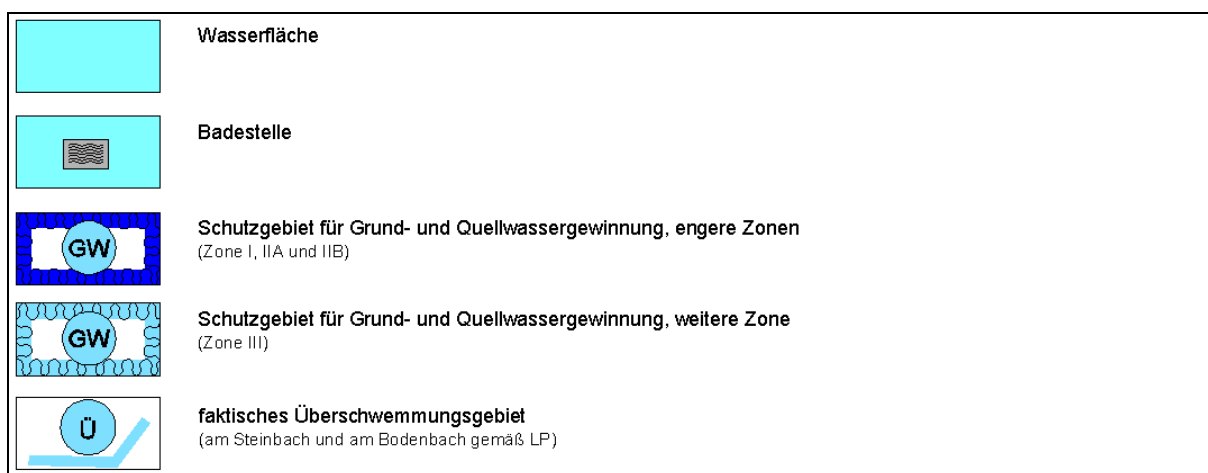 Wasserfläche
Badestelle
GW
Schutzgebiet für Grund- und Quellwassergewinnung, engere Zonen
(Zone I, IIA und IIB)
GW
Schutzgebiet für Grund- und Quellwassergewinnung, weitere Zone
(Zone III)
Ü
faktisches Überschwemmungsgebiet
(am Steinbach und am Bodenbach gemäß LP)